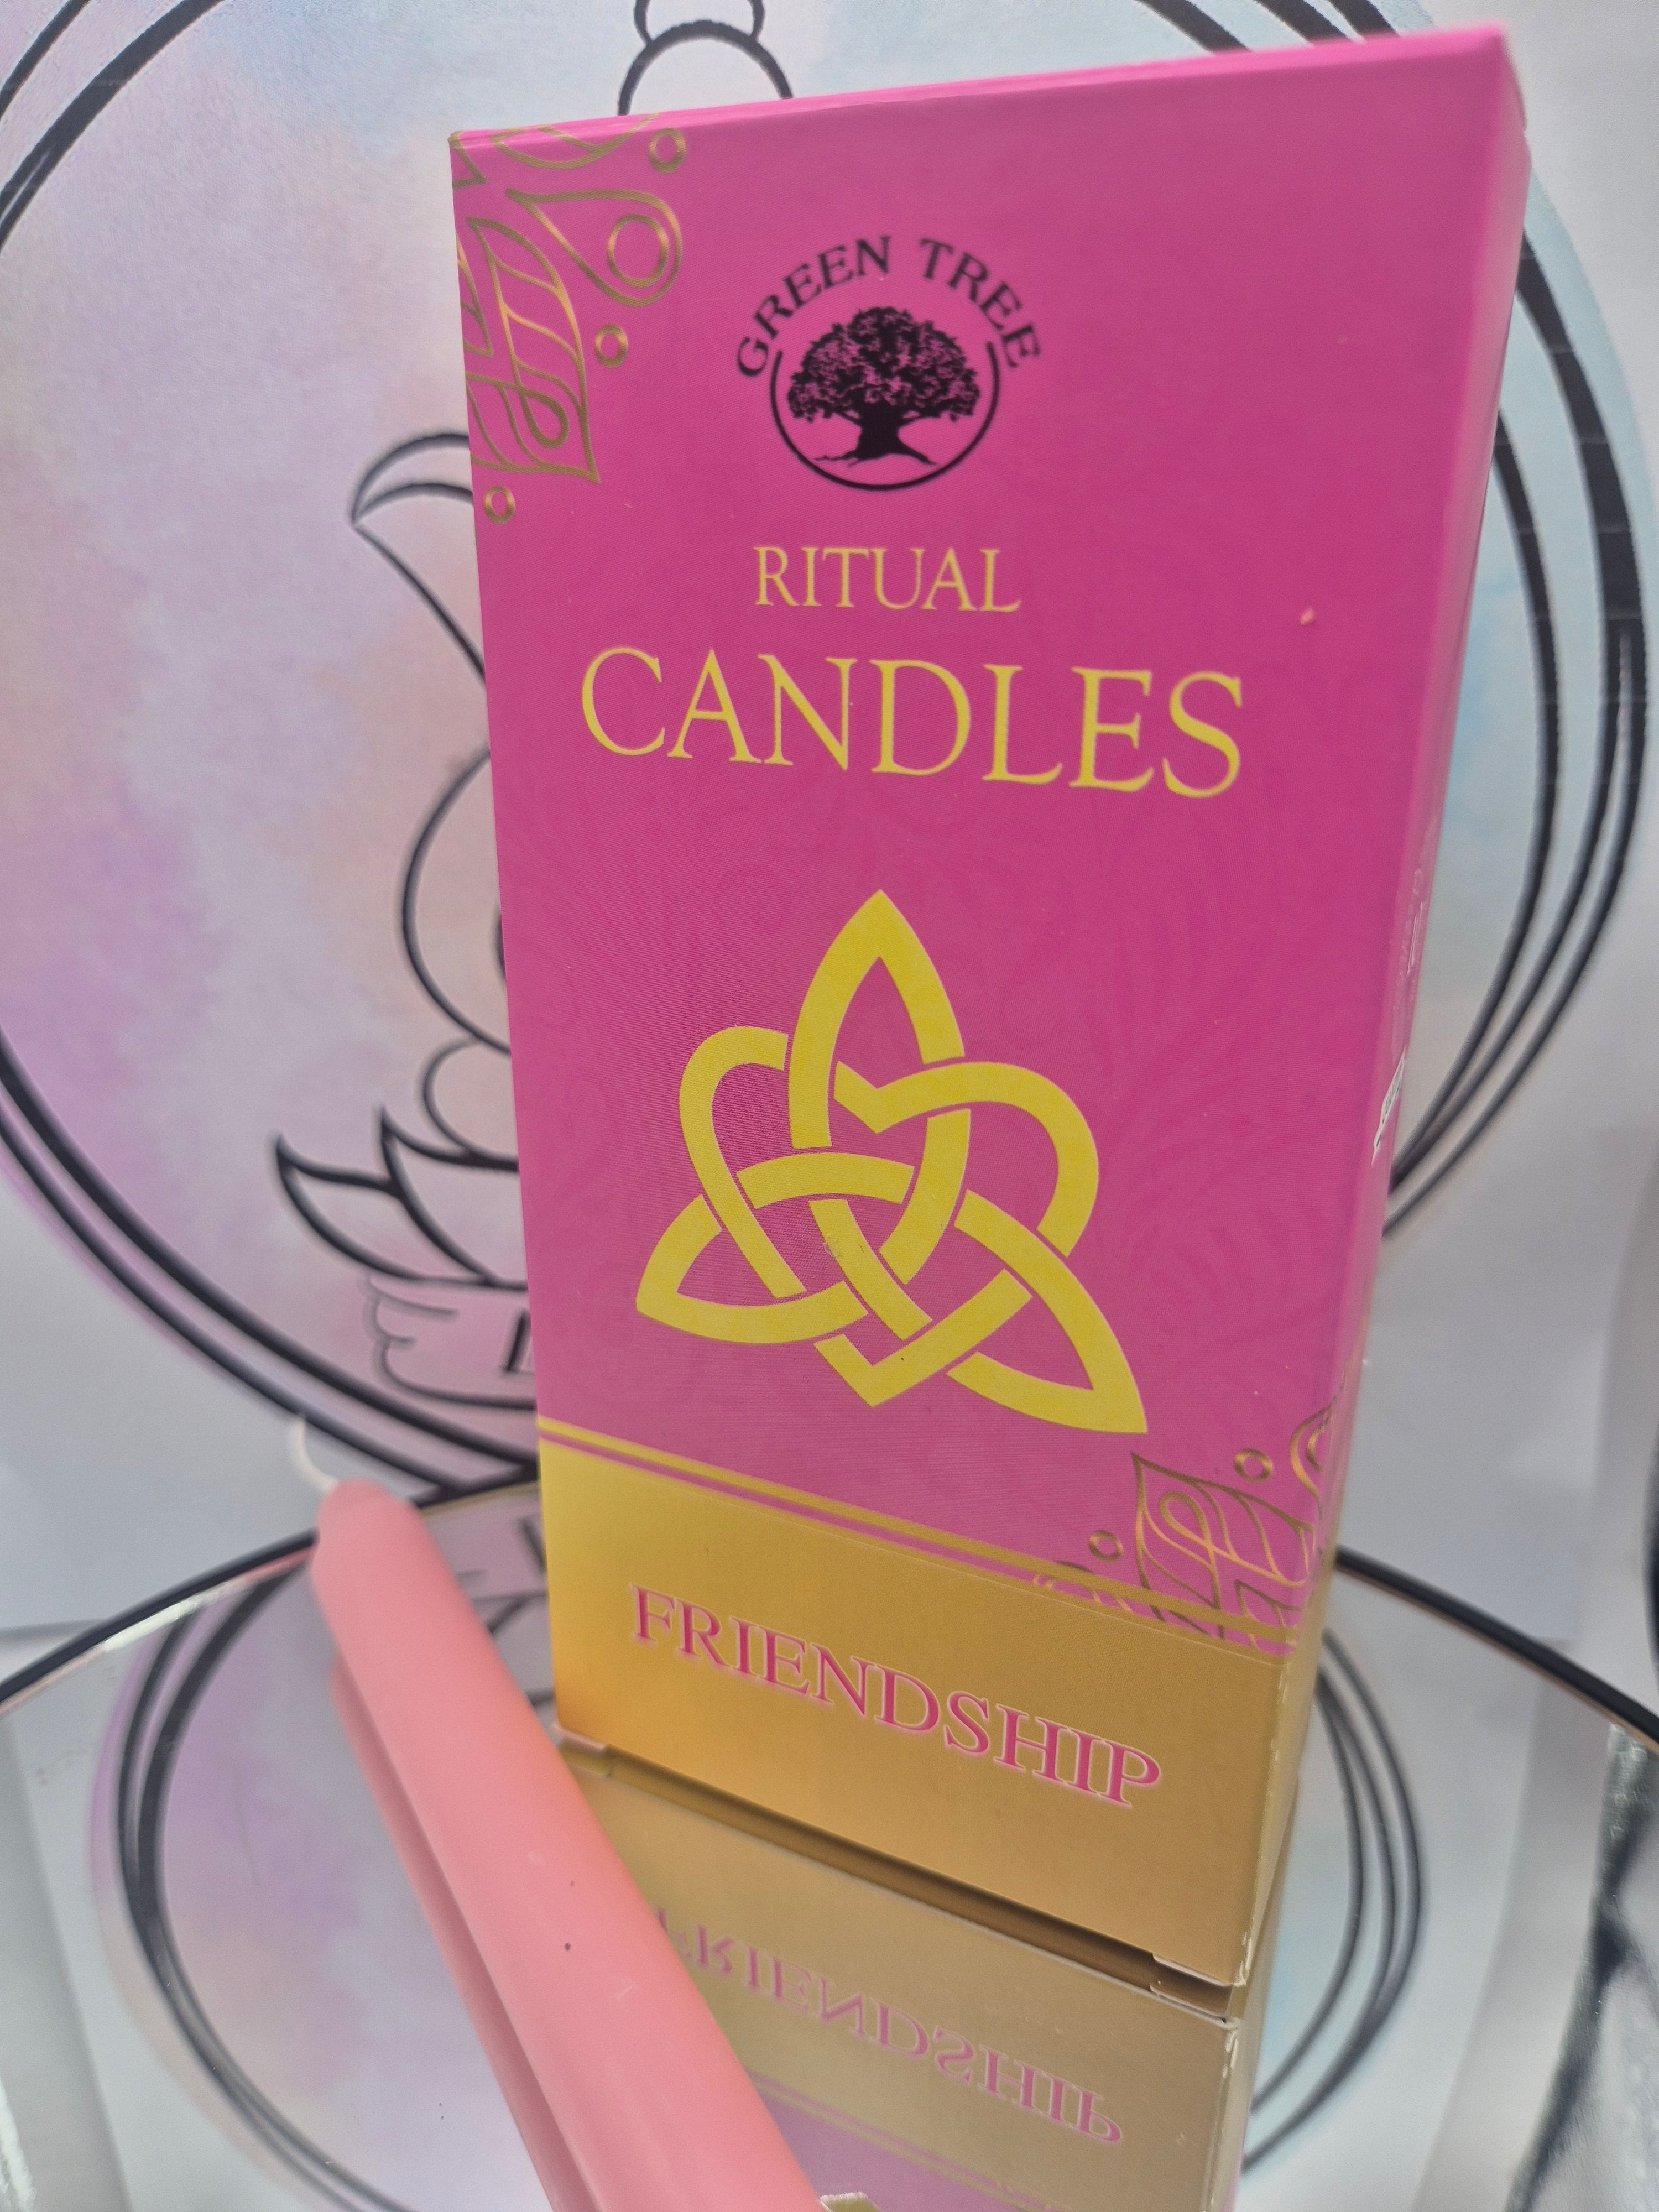 GREEN TREE
RITUAL
CANDLES
FRIENDSHIP